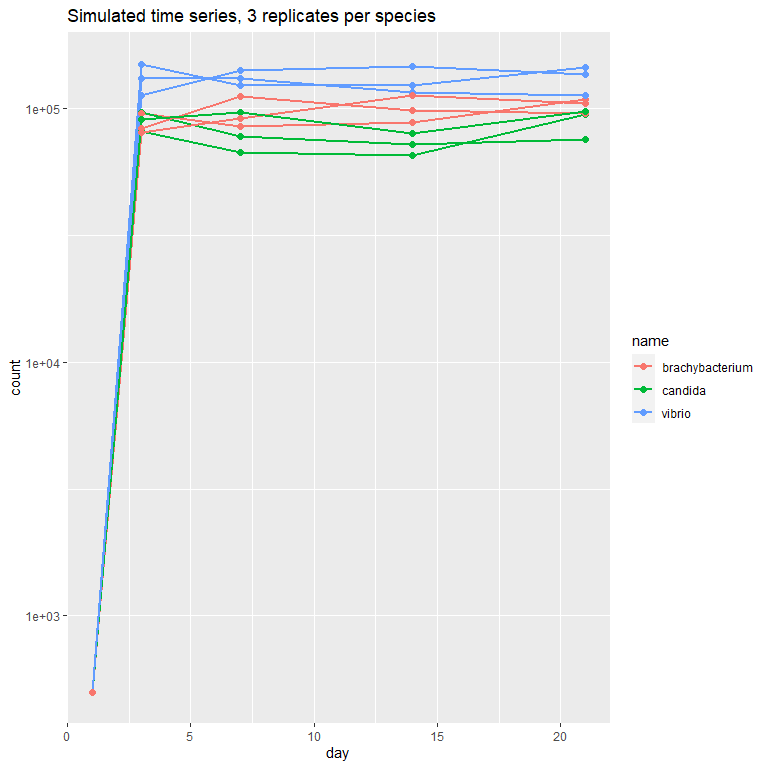 Simulated time series, 3 replicates per species
1e+05
1e+04
1e+03
count
0 5 10 15 20
day
name
brachybacterium
candida
vibrio